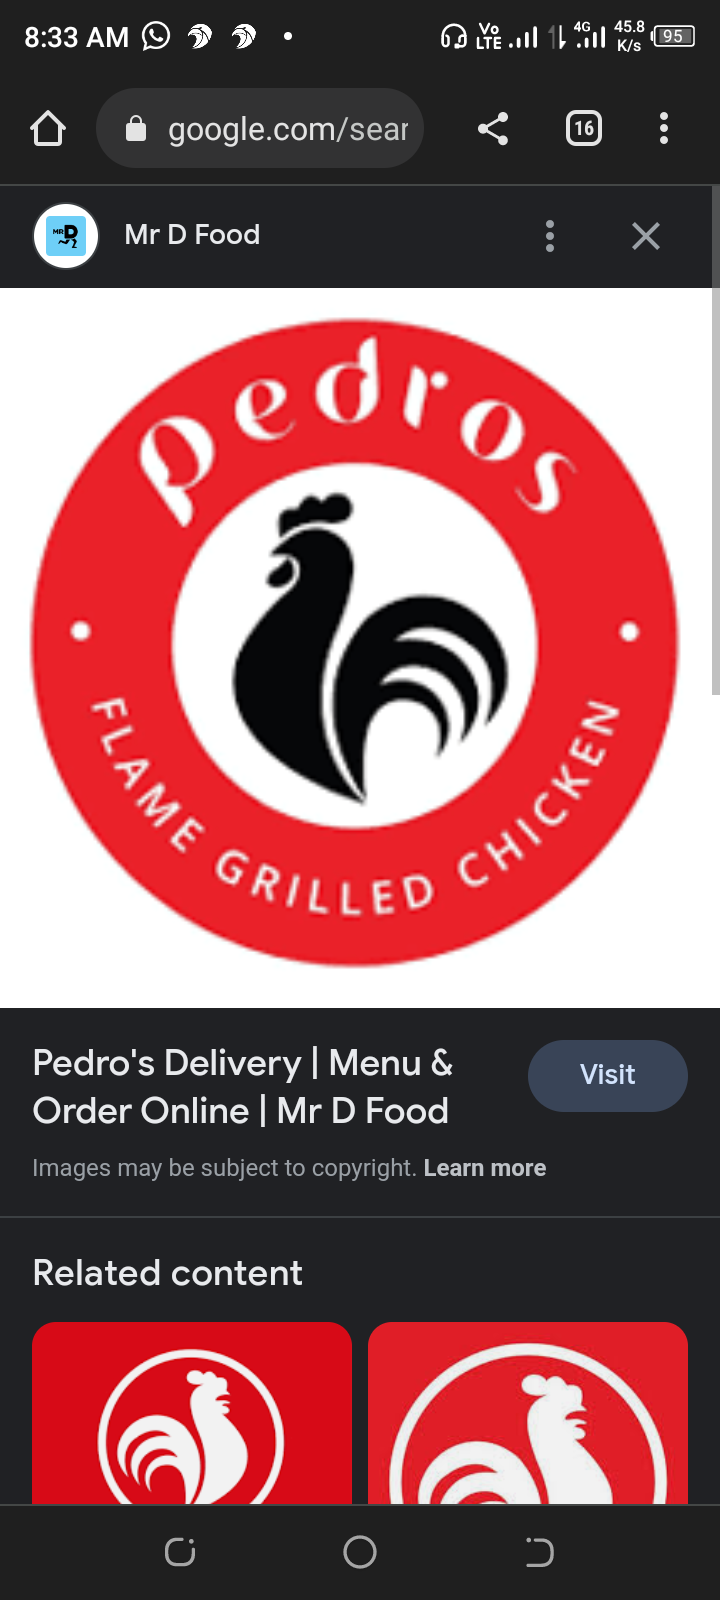 8:33 AM
Vo LTE 4G 45.8 K/s 95
google.com/sear
16
MR D
Mr D Food
pedros
FLAME GRILLED CHICKEN
Pedro's Delivery | Menu &
Order Online | Mr D Food
Visit
Images may be subject to copyright. Learn more
Related content